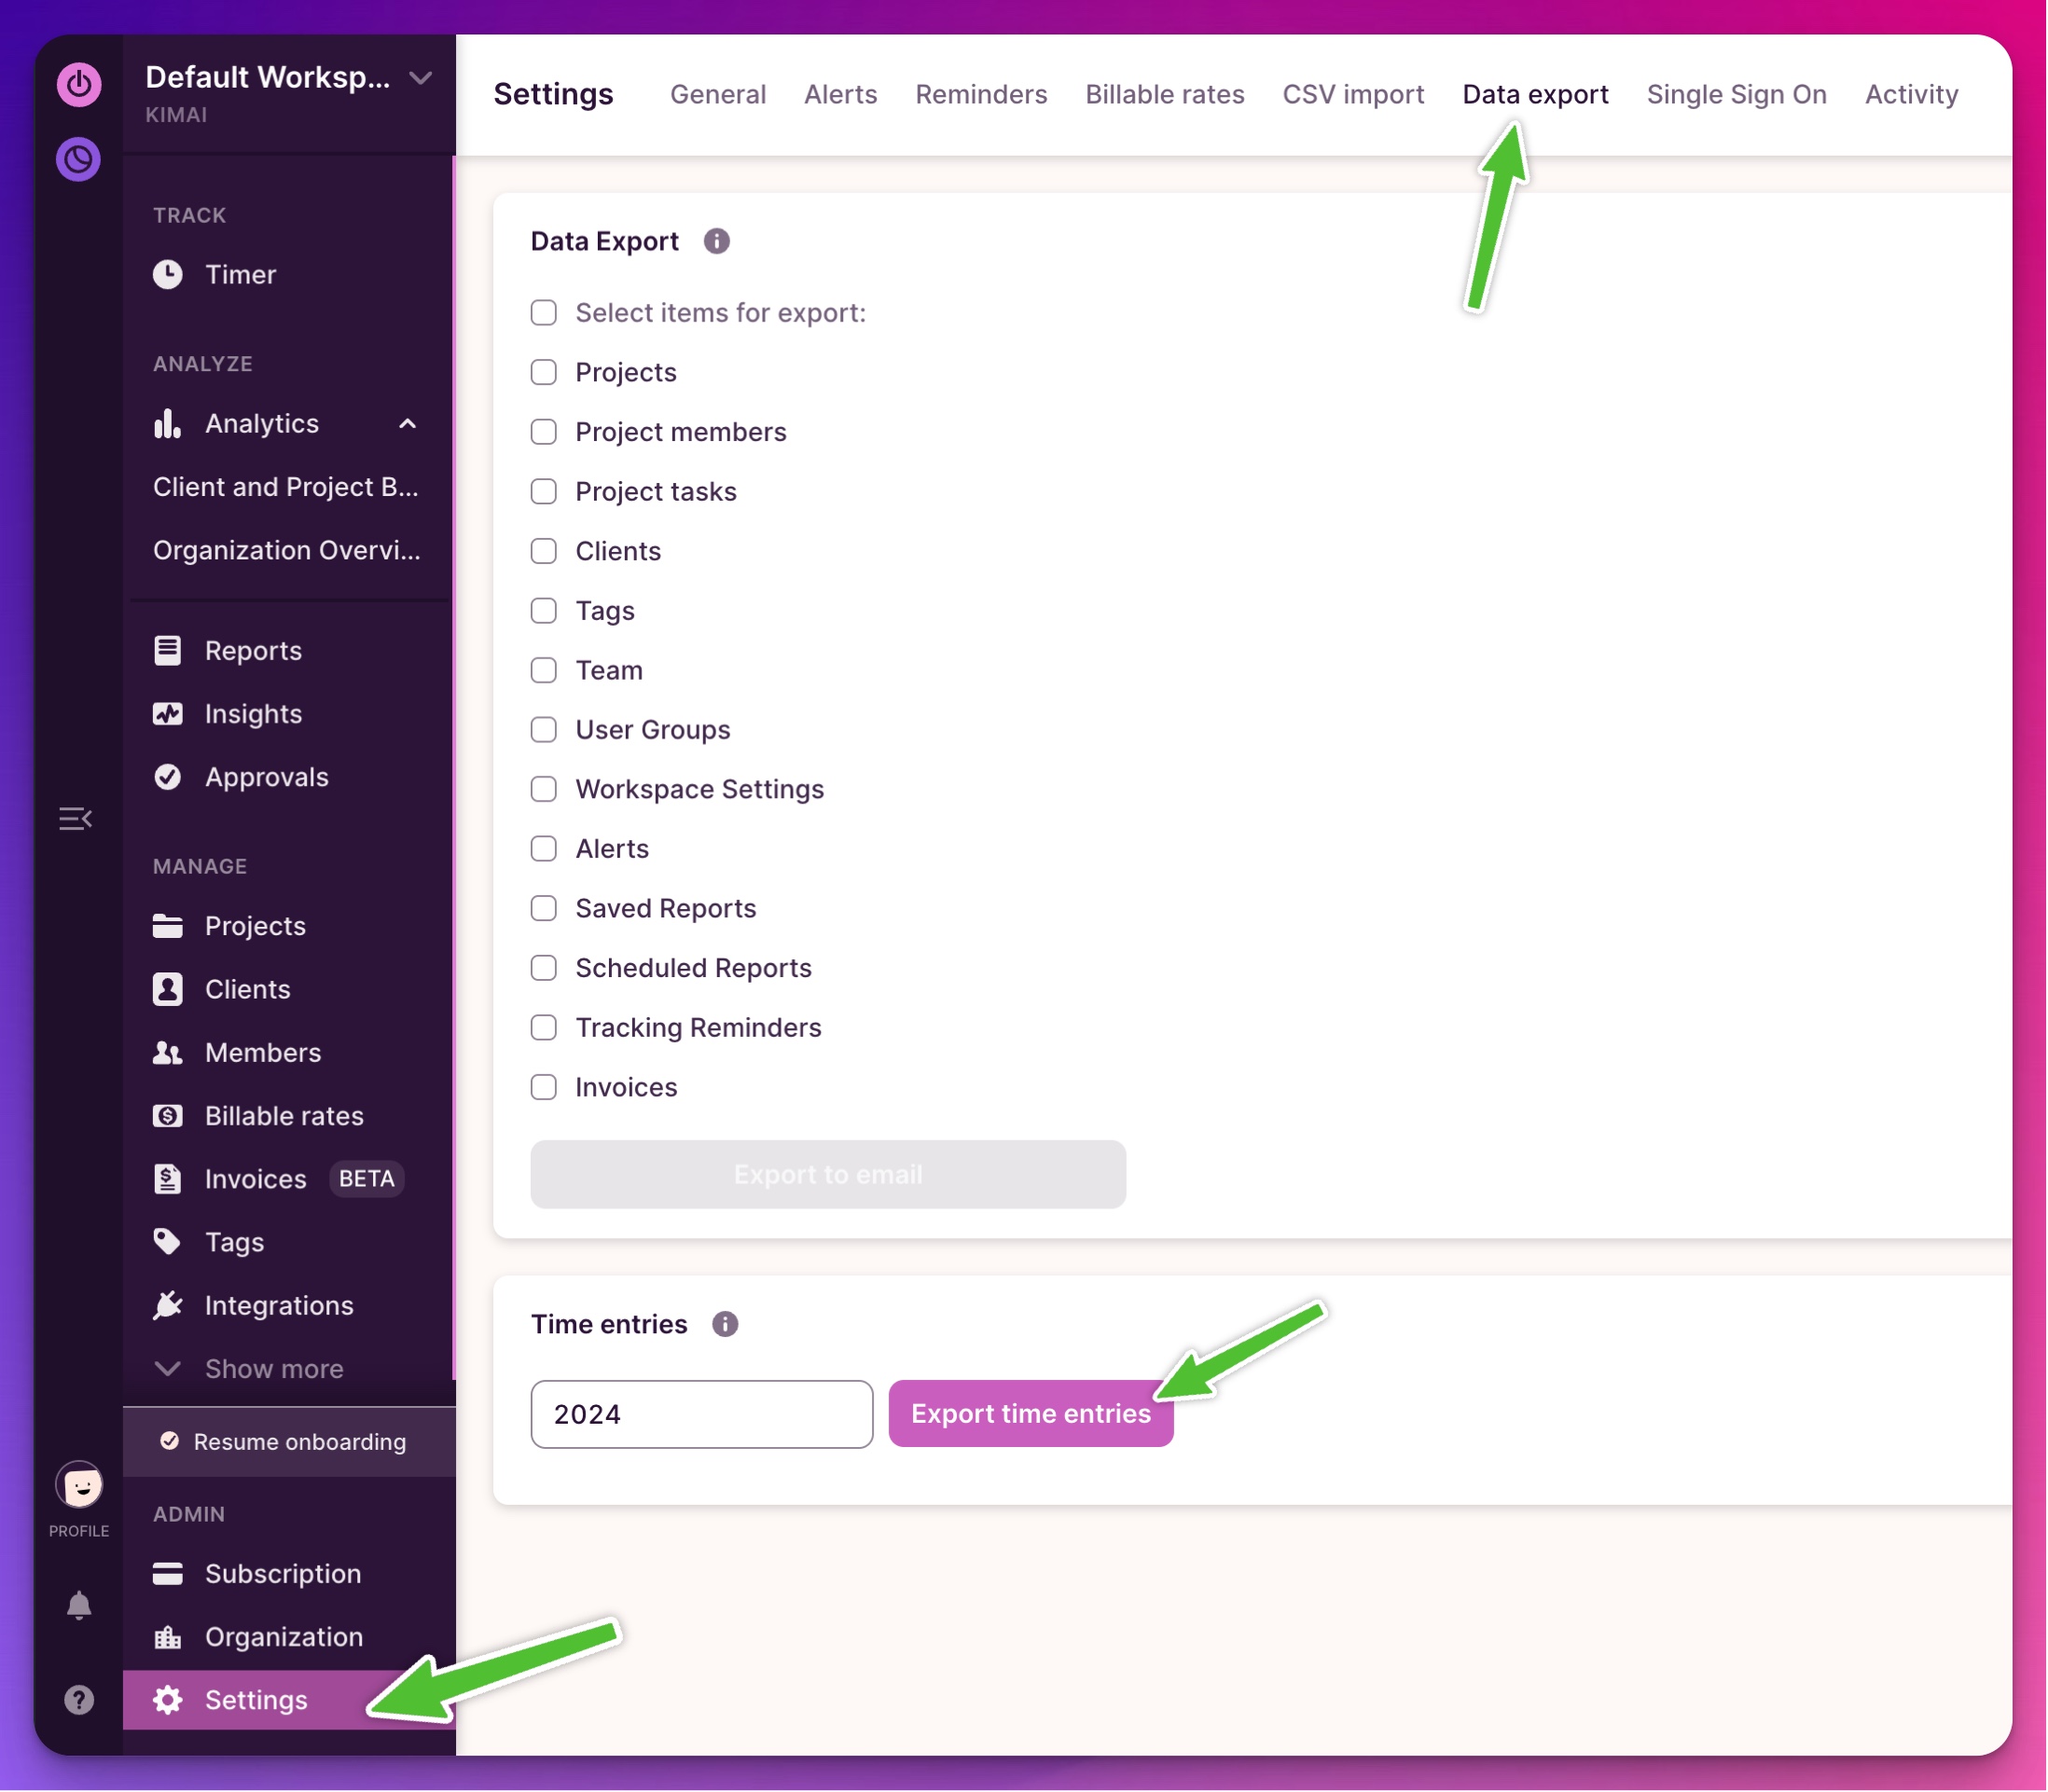 Default Worksp...
KIMAI
TRACK
Timer
ANALYZE
Analytics
Client and Project B...
Organization Overvi...
Reports
Insights
Approvals
MANAGE
Projects
Clients
Members
Billable rates
Invoices BETA
Tags
Integrations
Show more
Resume onboarding
PROFILE
ADMIN
Subscription
Organization
Settings
Settings General Alerts Reminders Billable rates CSV import Data export Single Sign On Activity
Data Export
Select items for export:
Projects
Project members
Project tasks
Clients
Tags
Team
User Groups
Workspace Settings
Alerts
Saved Reports
Scheduled Reports
Tracking Reminders
Invoices
Export to email
Time entries
2024 Export time entries